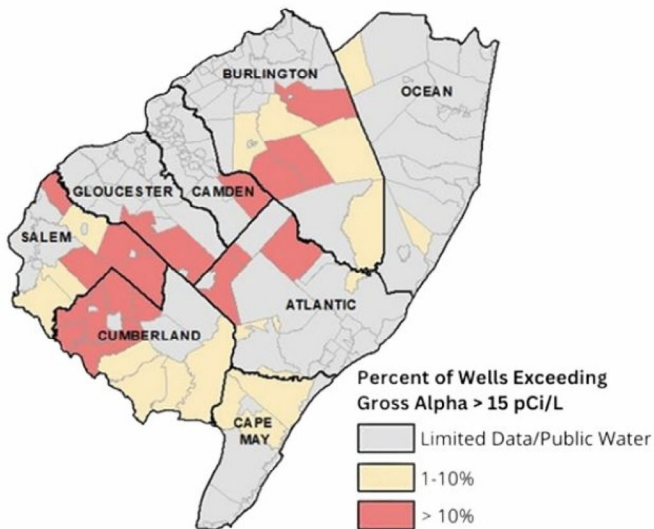 BURLINGTON
OCEAN
GLOUCESTER
CAMDEN
SALEM
ATLANTIC
CUMBERLAND
CAPE
MAY
Percent of Wells Exceeding
Gross Alpha > 15 pCi/L
Limited Data/Public Water
1-10%
> 10%